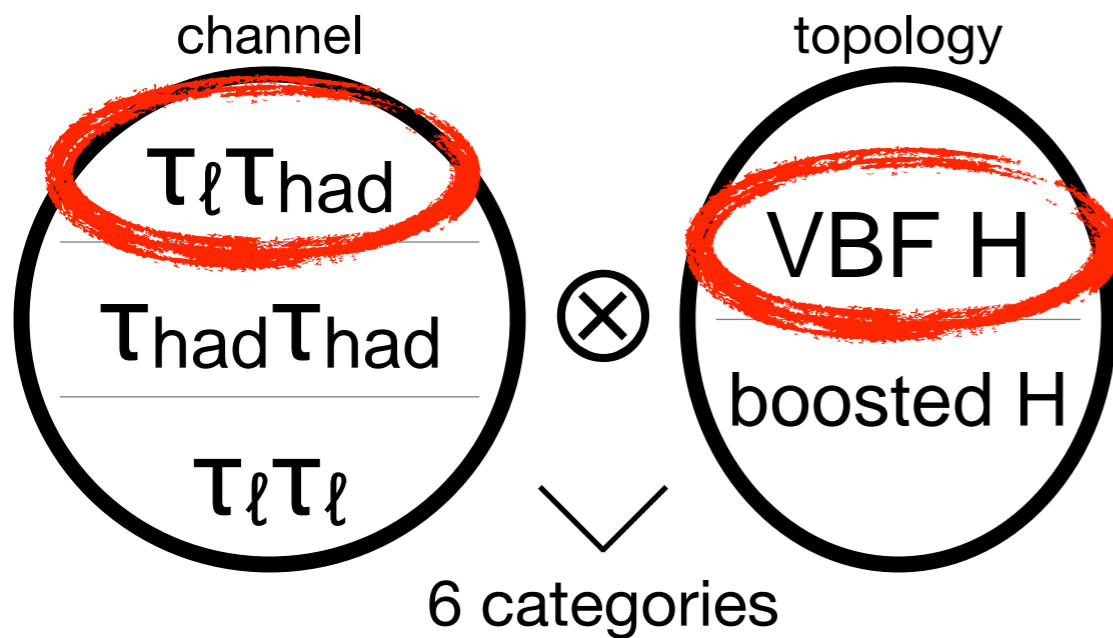 channel
topology
τℓτhad
VBF H
τhadτhad
⊗
boosted H
τℓτℓ
6 categories